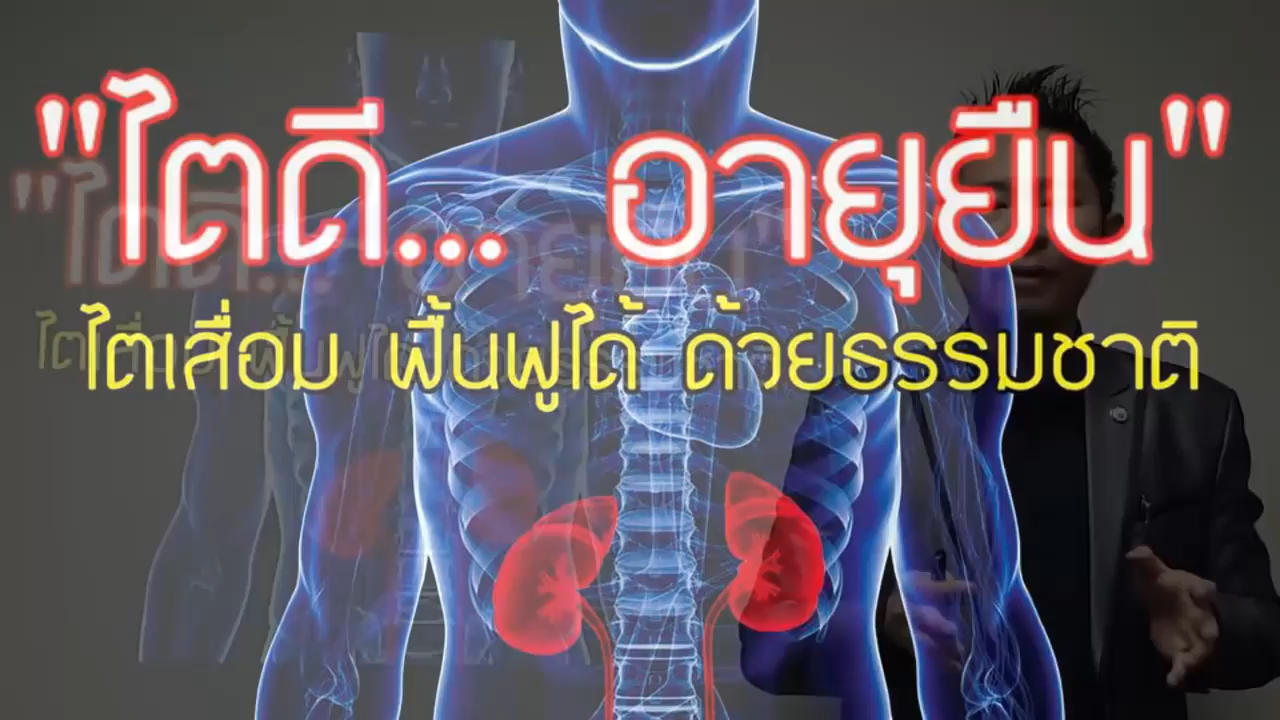 "ไตดี... อายุยืน"
ไตเสื่อม ฟื้นฟูได้ ด้วยธรรมชาติ